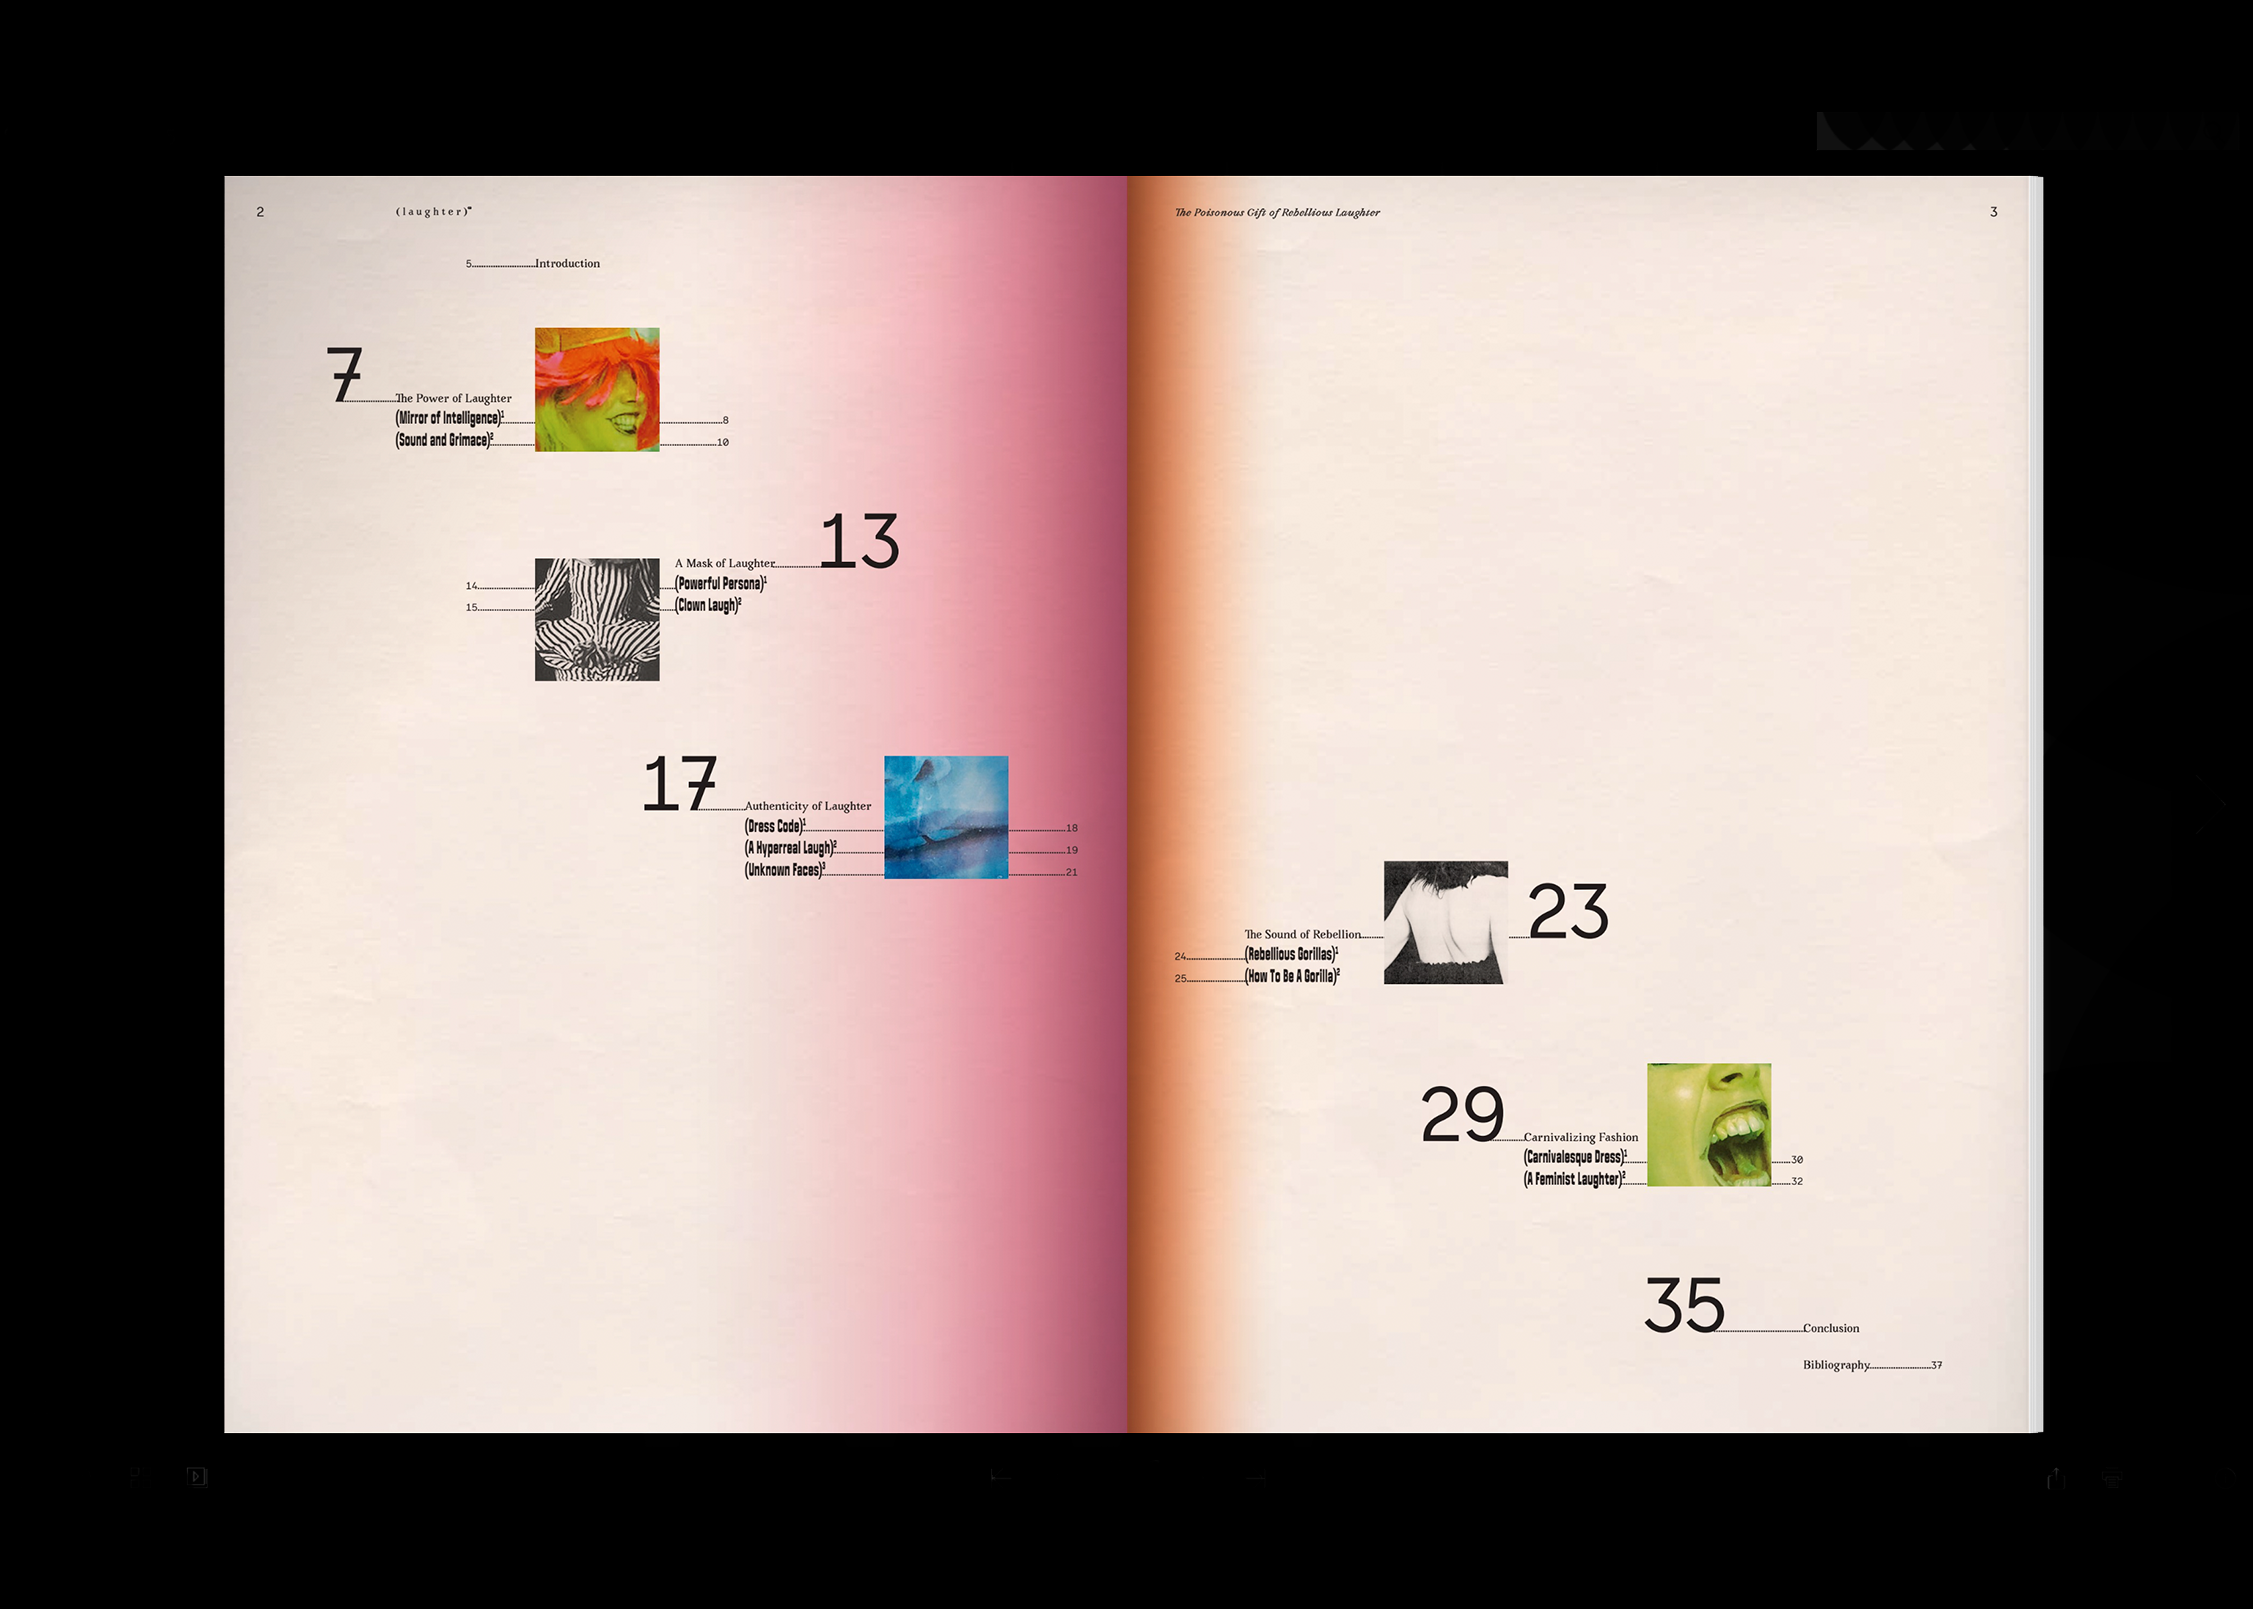 2
(laughter)"
5 Introduction
7
The Power of Laughter
(Mirror of Intelligence)¹ 8
(Sound and Grimace)² 10
13
A Mask of Laughter
14 (Powerful Persona)¹
15 (Clown Laugh)²
17
Authenticity of Laughter
(Dress Code)¹ 18
(A Hyperreal Laugh)² 19
(Unknown Faces)³ 21
The Poisonous Gift of Rebellious Laughter
3
23
The Sound of Rebellion
24 (Rebellious Gorillas)¹
25 (How To Be A Gorilla)²
29
Carnivalizing Fashion
(Carnivalesque Dress)¹ 30
(A Feminist Laughter)² 32
35
Conclusion
Bibliography 37